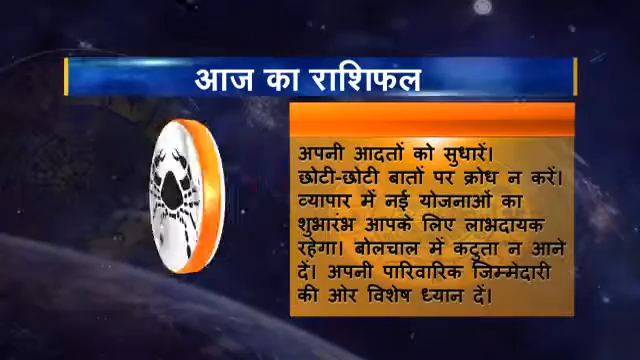 आज का राशिफल
अपनी आदतों को सुधारें।
छोटी-छोटी बातों पर क्रोध न करें।
व्यापार में नई योजनाओं का
शुभारंभ आपके लिए लाभदायक
रहेगा। बोलचाल में कटुता न आने
दें। अपनी पारिवारिक जिम्मेदारी
की ओर विशेष ध्यान दें।